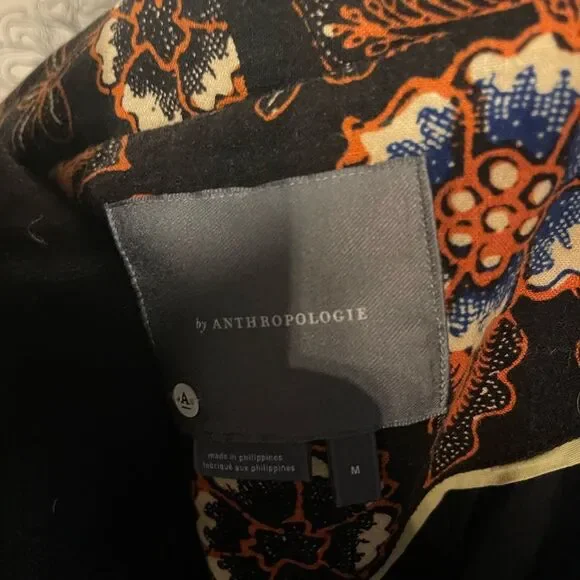 by ANTHROPOLOGIE
A
made in philippines
fabriqué aux philippines
M